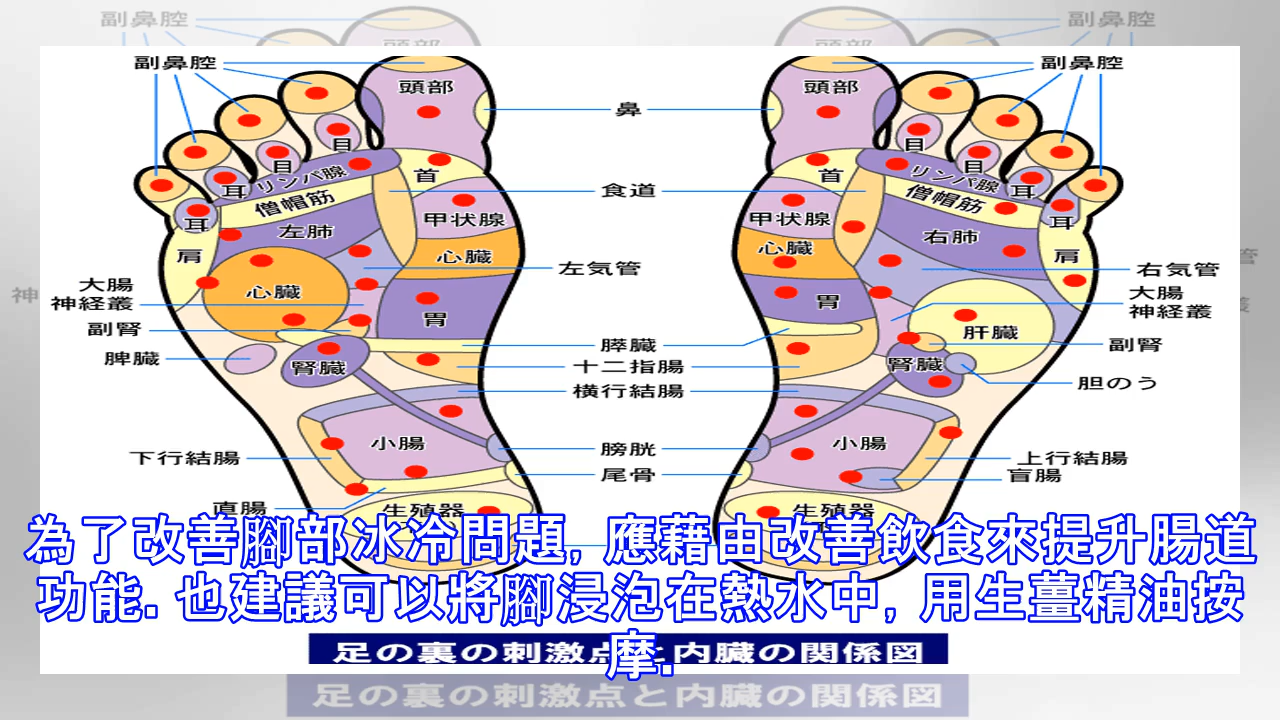 副鼻腔
副鼻腔
頭部
頭部
副鼻腔
副鼻腔
頭部
頭部
鼻
目
目
目
目
耳
リンパ腺
首
食道
首
リンパ腺
耳
耳
僧帽筋
甲状腺
甲状腺
僧帽筋
耳
左肺
右肺
肩
心臓
心臓
肩
大腸
神経叢
心臓
左気管
右気管
大腸
神経叢
神
管
叢
胃
胃
副腎
肝臓
膵臓
副腎
脾臓
腎臓
十二指腸
腎臓
胆のう
横行結腸
小腸
膀胱
小腸
下行結腸
上行結腸
尾骨
盲腸
直腸
生殖器
生殖器
為了改善腳部冰冷問題, 應藉由改善飲食來提升腸道
功能. 也建議可以將腳浸泡在熱水中, 用生薑精油按
摩.
足の裏の刺激点と内臓の関係図
足の裏の刺激点と内臓の関係図